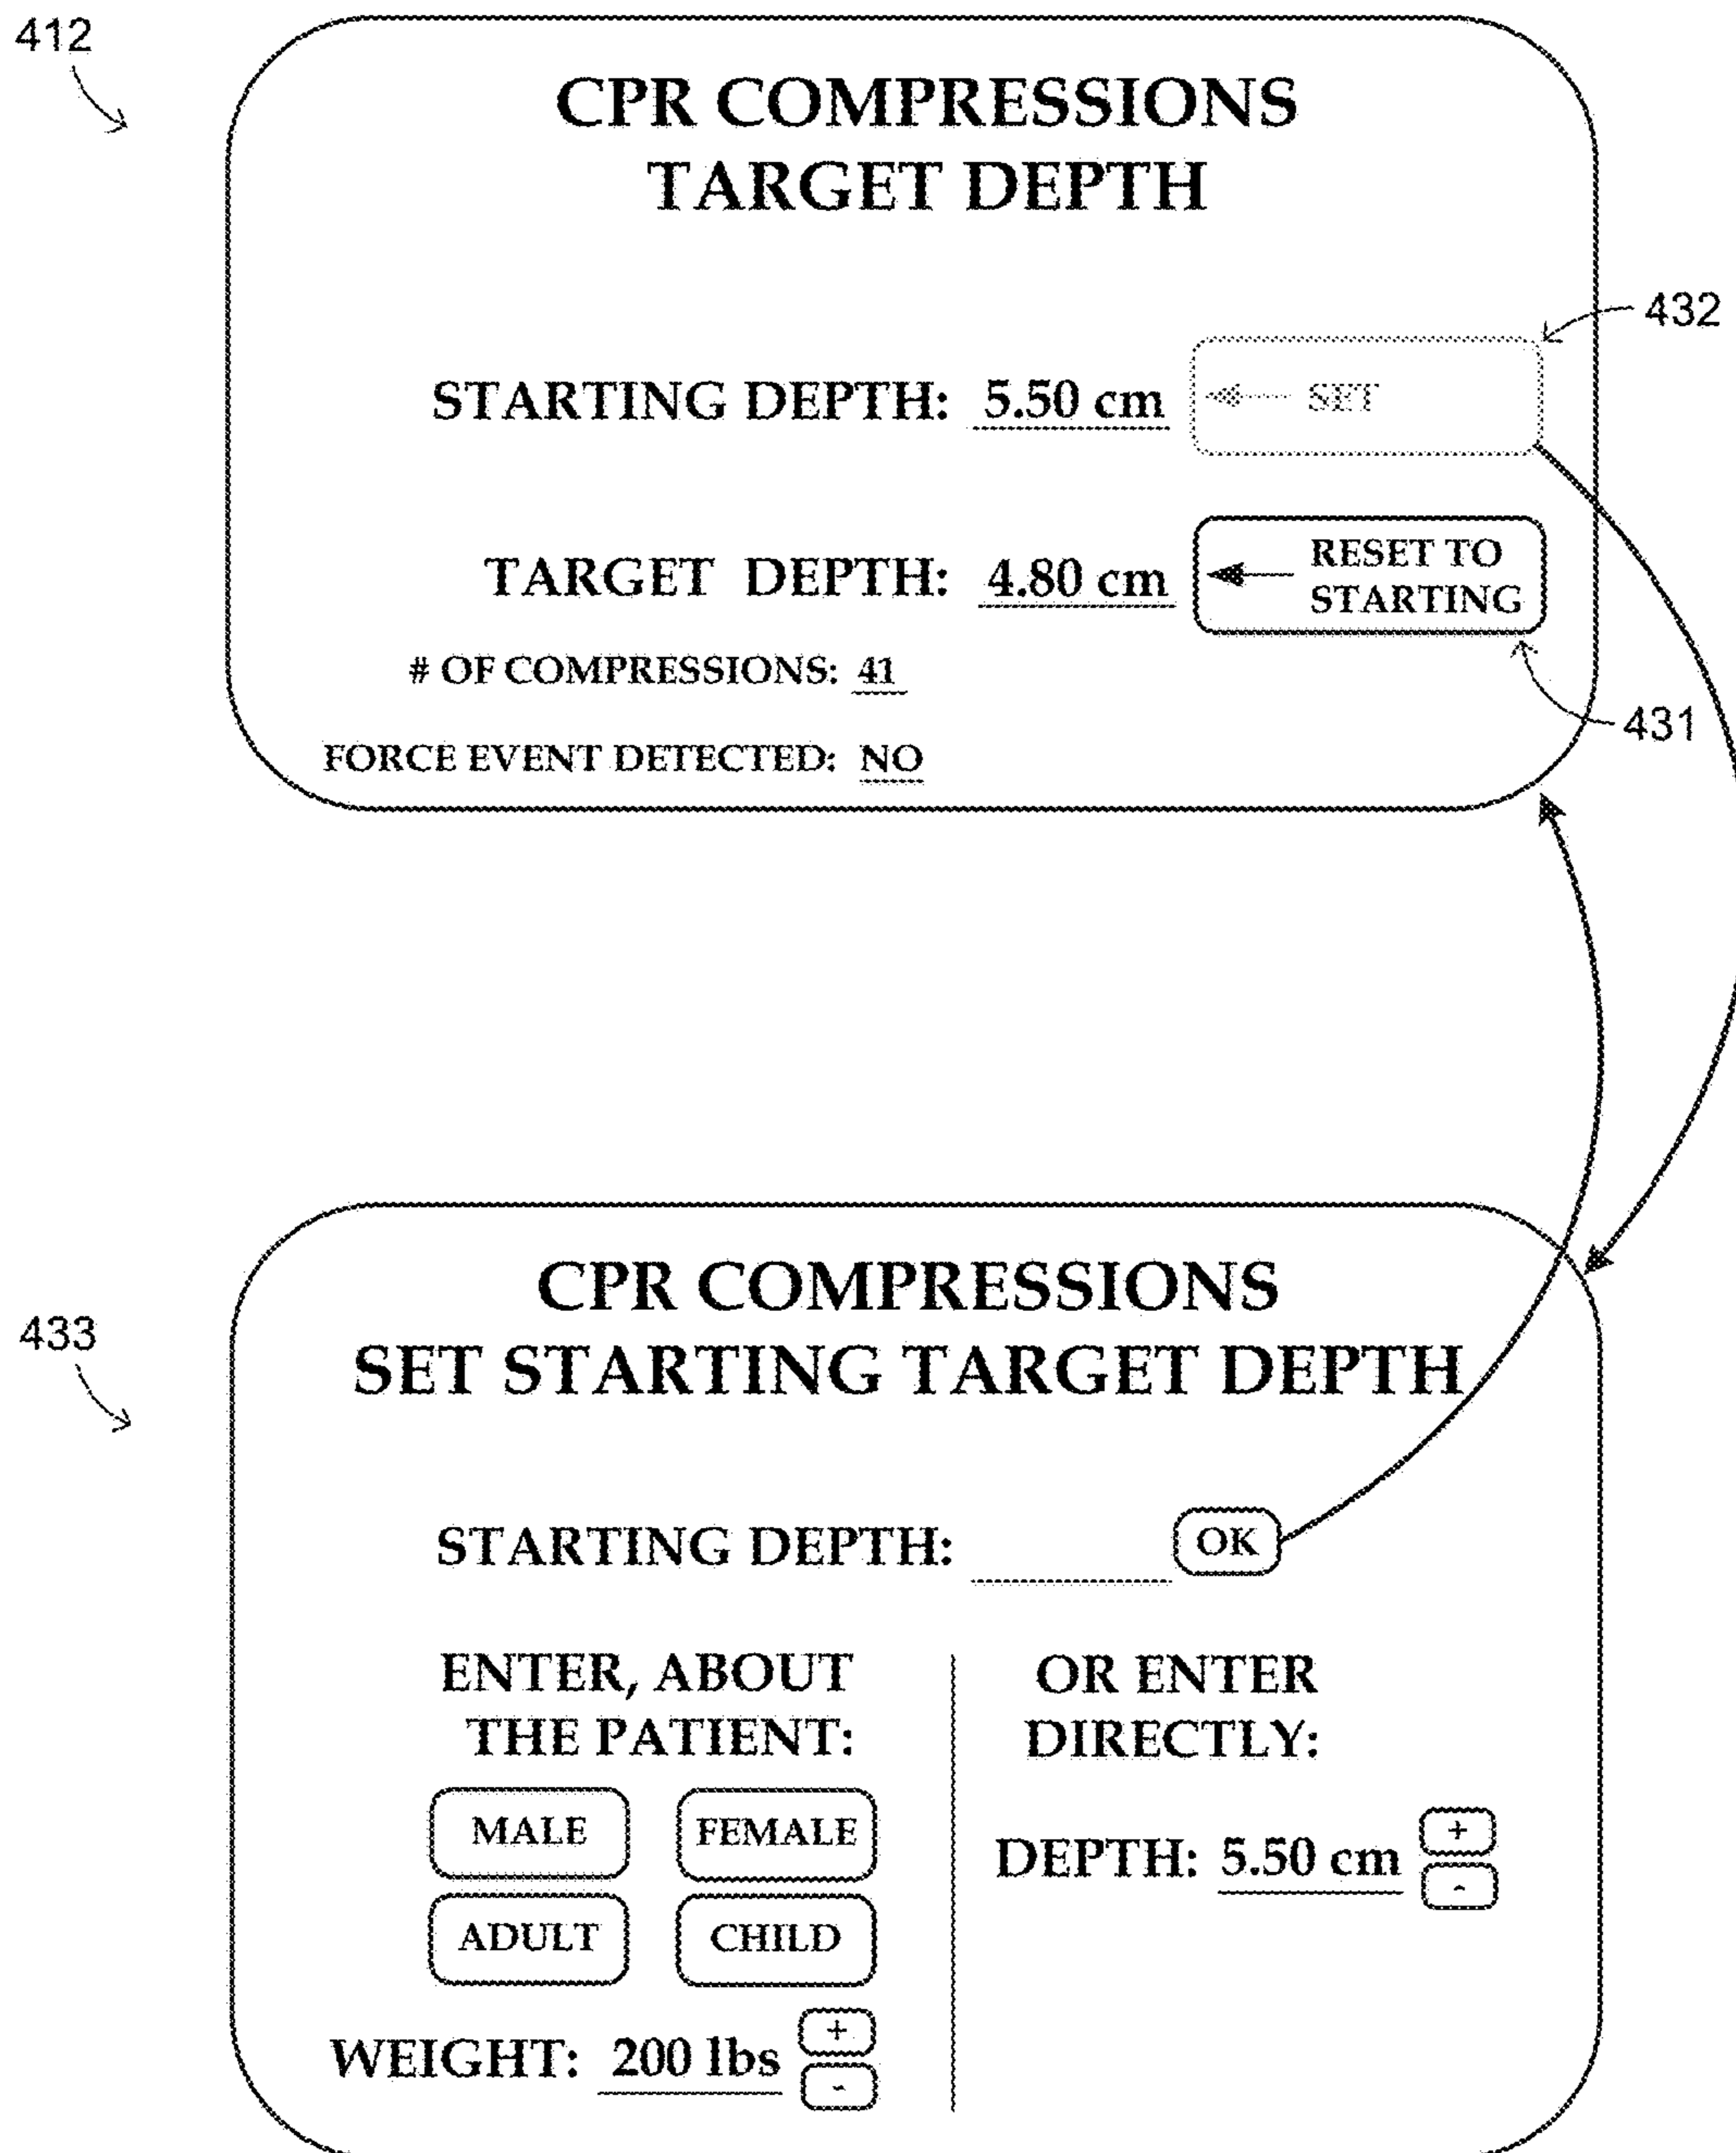 412
CPR COMPRESSIONS
TARGET DEPTH
432
STARTING DEPTH: 5.50 cm SET
TARGET DEPTH: 4.80 cm RESET TO
STARTING
# OF COMPRESSIONS: 41
431
FORCE EVENT DETECTED: NO
433
CPR COMPRESSIONS
SET STARTING TARGET DEPTH
STARTING DEPTH: OK
ENTER, ABOUT
THE PATIENT:
MALE FEMALE
ADULT CHILD
WEIGHT: 200 lbs + -
OR ENTER
DIRECTLY:
DEPTH: 5.50 cm + -